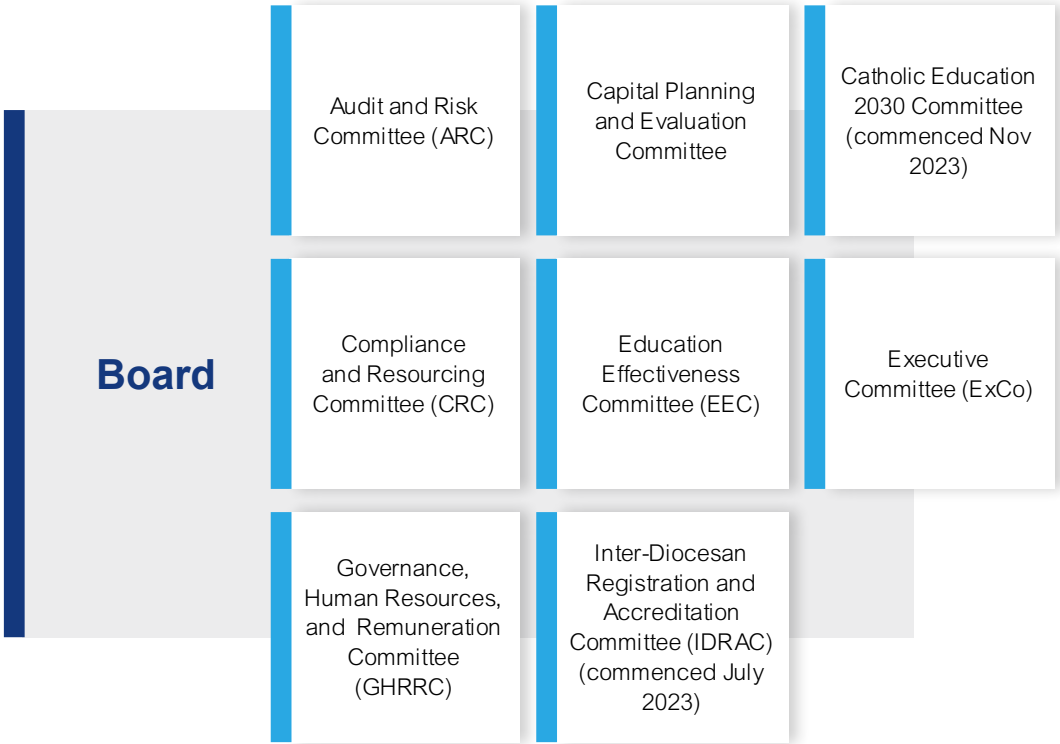 Board
Audit and Risk
Committee (ARC)
Capital Planning
and Evaluation
Committee
Catholic Education
2030 Committee
(commenced Nov
2023)
Compliance
and Resourcing
Committee (CRC)
Education
Effectiveness
Committee (EEC)
Executive
Committee (ExCo)
Governance,
Human Resources,
and Remuneration
Committee
(GHRRC)
Inter-Diocesan
Registration and
Accreditation
Committee (IDRAC)
(commenced July
2023)